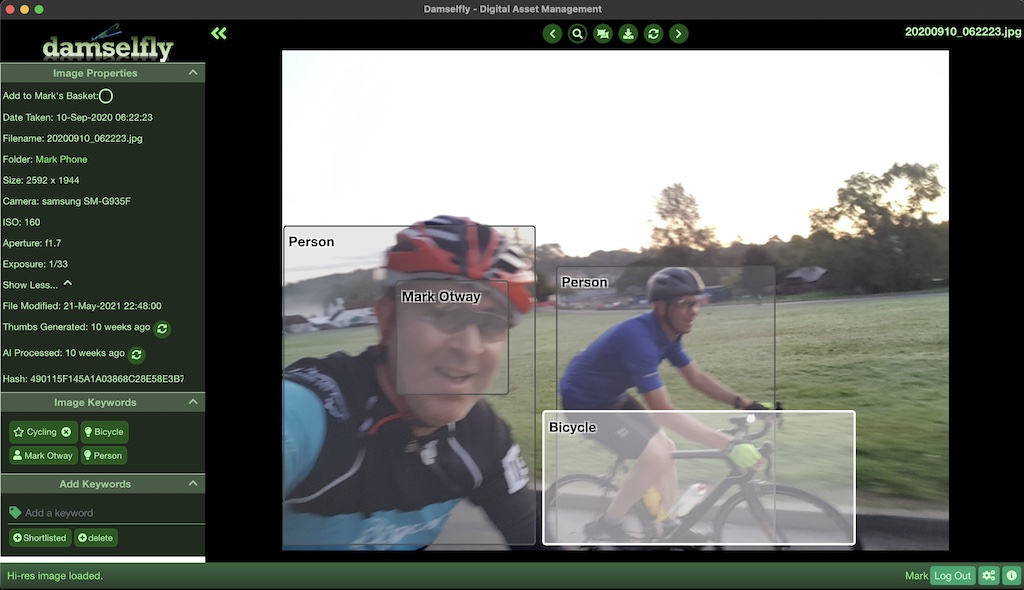 Damselfly - Digital Asset Management
damselfly
20200910_062223.jpg
Image Properties
Add to Mark's Basket:
Date Taken: 10-Sep-2020 06:22:23
Filename: 20200910_062223.jpg
Folder: Mark Phone
Size: 2592 x 1944
Camera: samsung SM-G935F
ISO: 160
Aperture: f1.7
Exposure: 1/33
Show Less...
File Modified: 21-May-2021 22:48:00
Thumbs Generated: 10 weeks ago
AI Processed: 10 weeks ago
Hash: 490115F145A1A03868C28E58E3B7
Image Keywords
Cycling
Bicycle
Mark Otway
Person
Add Keywords
Add a keyword
Shortlisted
delete
Person
Mark Otway
Person
Bicycle
Hi-res image loaded.
Mark Log Out